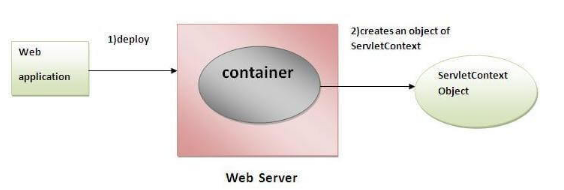 Web
application
1)deploy
container
Web Server
2)creates an object of
ServletContext
ServletContext
Object